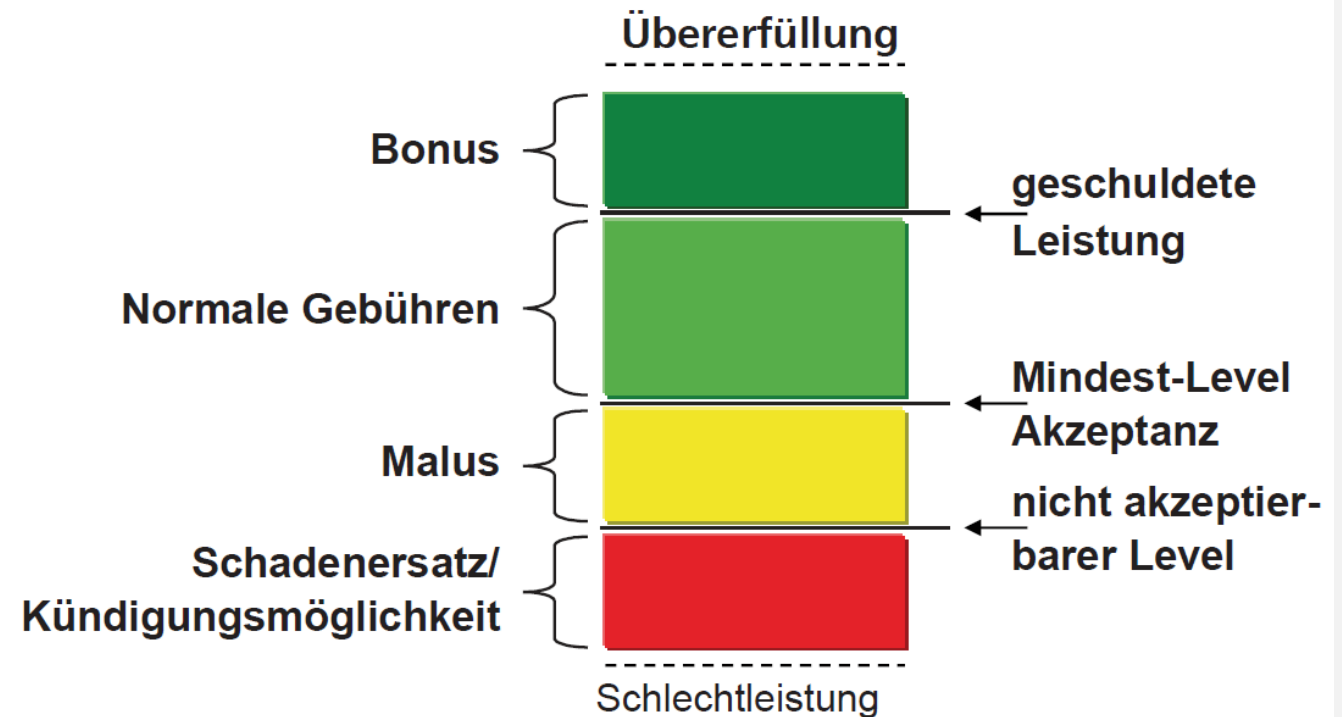 Übererfüllung
Bonus
geschuldete
Leistung
Normale Gebühren
Mindest-Level
Akzeptanz
Malus
nicht akzeptier-
barer Level
Schadenersatz/
Kündigungsmöglichkeit
Schlechtleistung